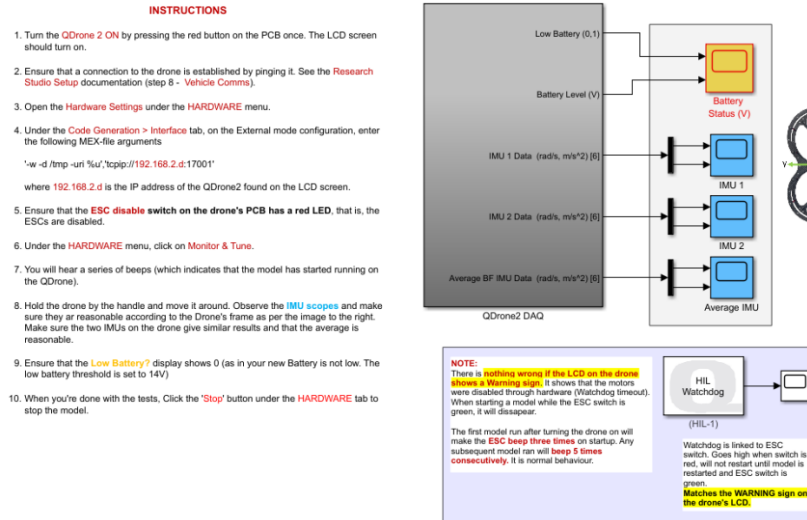 INSTRUCTIONS
1. Turn the QDrone 2 ON by pressing the red button on the PCB once. The LCD screen
should turn on.
2. Ensure that a connection to the drone is established by pinging it. See the Research
Studio Setup documentation (step 8 - Vehicle Comms).
3. Open the Hardware Settings under the HARDWARE menu.
4. Under the Code Generation > Interface tab, on the External mode configuration, enter
the following MEX-file arguments
'-w -d /tmp -uri %u','tcpip://192.168.2.d:17001'
where 192.168.2.d is the IP address of the QDrone2 found on the LCD screen.
5. Ensure that the ESC disable switch on the drone's PCB has a red LED, that is, the
ESCs are disabled.
6. Under the HARDWARE menu, click on Monitor & Tune.
7. You will hear a series of beeps (which indicates that the model has started running on
the QDrone).
8. Hold the drone by the handle and move it around. Observe the IMU scopes and make
sure they ar reasonable according to the Drone's frame as per the image to the right.
Make sure the two IMUs on the drone give similar results and that the average is
reasonable.
9. Ensure that the Low Battery? display shows 0 (as in your new Battery is not low. The
low battery threshold is set to 14V)
10. When you're done with the tests, Click the 'Stop' button under the HARDWARE tab to
stop the model.
Low Battery (0,1)
Battery Level (V)
IMU 1 Data (rad/s, m/s^2) [6]
IMU 2 Data (rad/s, m/s^2) [6]
Average BF IMU Data (rad/s, m/s^2) [6]
QDrone2 DAQ
Battery
Status (V)
IMU 1
IMU 2
Average IMU
y
NOTE:
There is nothing wrong if the LCD on the drone
shows a Warning sign. It shows that the motors
were disabled through hardware (Watchdog timeout).
When starting a model while the ESC switch is
green, it will dissapear.
The first model run after turning the drone on will
make the ESC beep three times on startup. Any
subsequent model ran will beep 5 times
consecutively. It is normal behaviour.
HIL
Watchdog
(HIL-1)
Watchdog is linked to ESC
switch. Goes high when switch is
red, will not restart until model is
restarted and ESC switch is
green.
Matches the WARNING sign on
the drone's LCD.